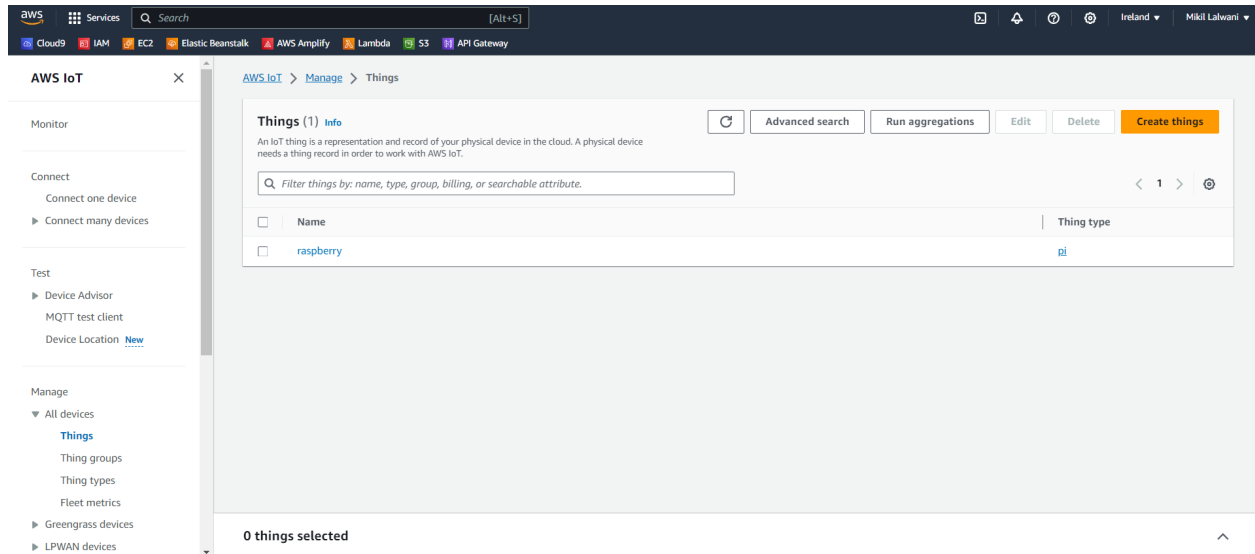 aws Services Search [Alt+S] Ireland Mikil Lalwani
Cloud9 IAM EC2 Elastic Beanstalk AWS Amplify Lambda S3 API Gateway
AWS IoT
Monitor
Connect
Connect one device
Connect many devices
Test
Device Advisor
MQTT test client
Device Location New
Manage
All devices
Things
Thing groups
Thing types
Fleet metrics
Greengrass devices
LPWAN devices
AWS IoT > Manage > Things
Things (1) Info
Advanced search Run aggregations Edit Delete Create things
An IoT thing is a representation and record of your physical device in the cloud. A physical device
needs a thing record in order to work with AWS IoT.
Filter things by: name, type, group, billing, or searchable attribute.
< 1 >
Name Thing type
raspberry pi
0 things selected